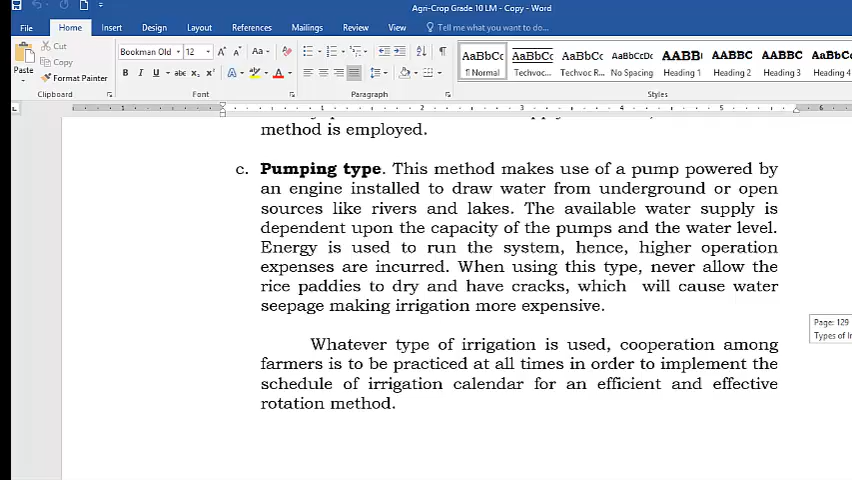 Agri-Crop Grade 10 LM - Copy - Word
File Home Insert Design Layout References Mailings Review View Tell me what you want to do...
Cut
Copy
Format Painter
Paste
Clipboard
Bookman Old 12
Font
Paragraph
AaBbCc AaBbCc AaBbCc AaBbCcDc AABB AABBC AABBC AABBC
¶ Normal Techvoc... Techvoc R... No Spacing Heading 1 Heading 2 Heading 3 Heading 4
Styles
method is employed.
c. Pumping type. This method makes use of a pump powered by
an engine installed to draw water from underground or open
sources like rivers and lakes. The available water supply is
dependent upon the capacity of the pumps and the water level.
Energy is used to run the system, hence, higher operation
expenses are incurred. When using this type, never allow the
rice paddies to dry and have cracks, which will cause water
seepage making irrigation more expensive.
Page: 129
Types of Ir
Whatever type of irrigation is used, cooperation among
farmers is to be practiced at all times in order to implement the
schedule of irrigation calendar for an efficient and effective
rotation method.